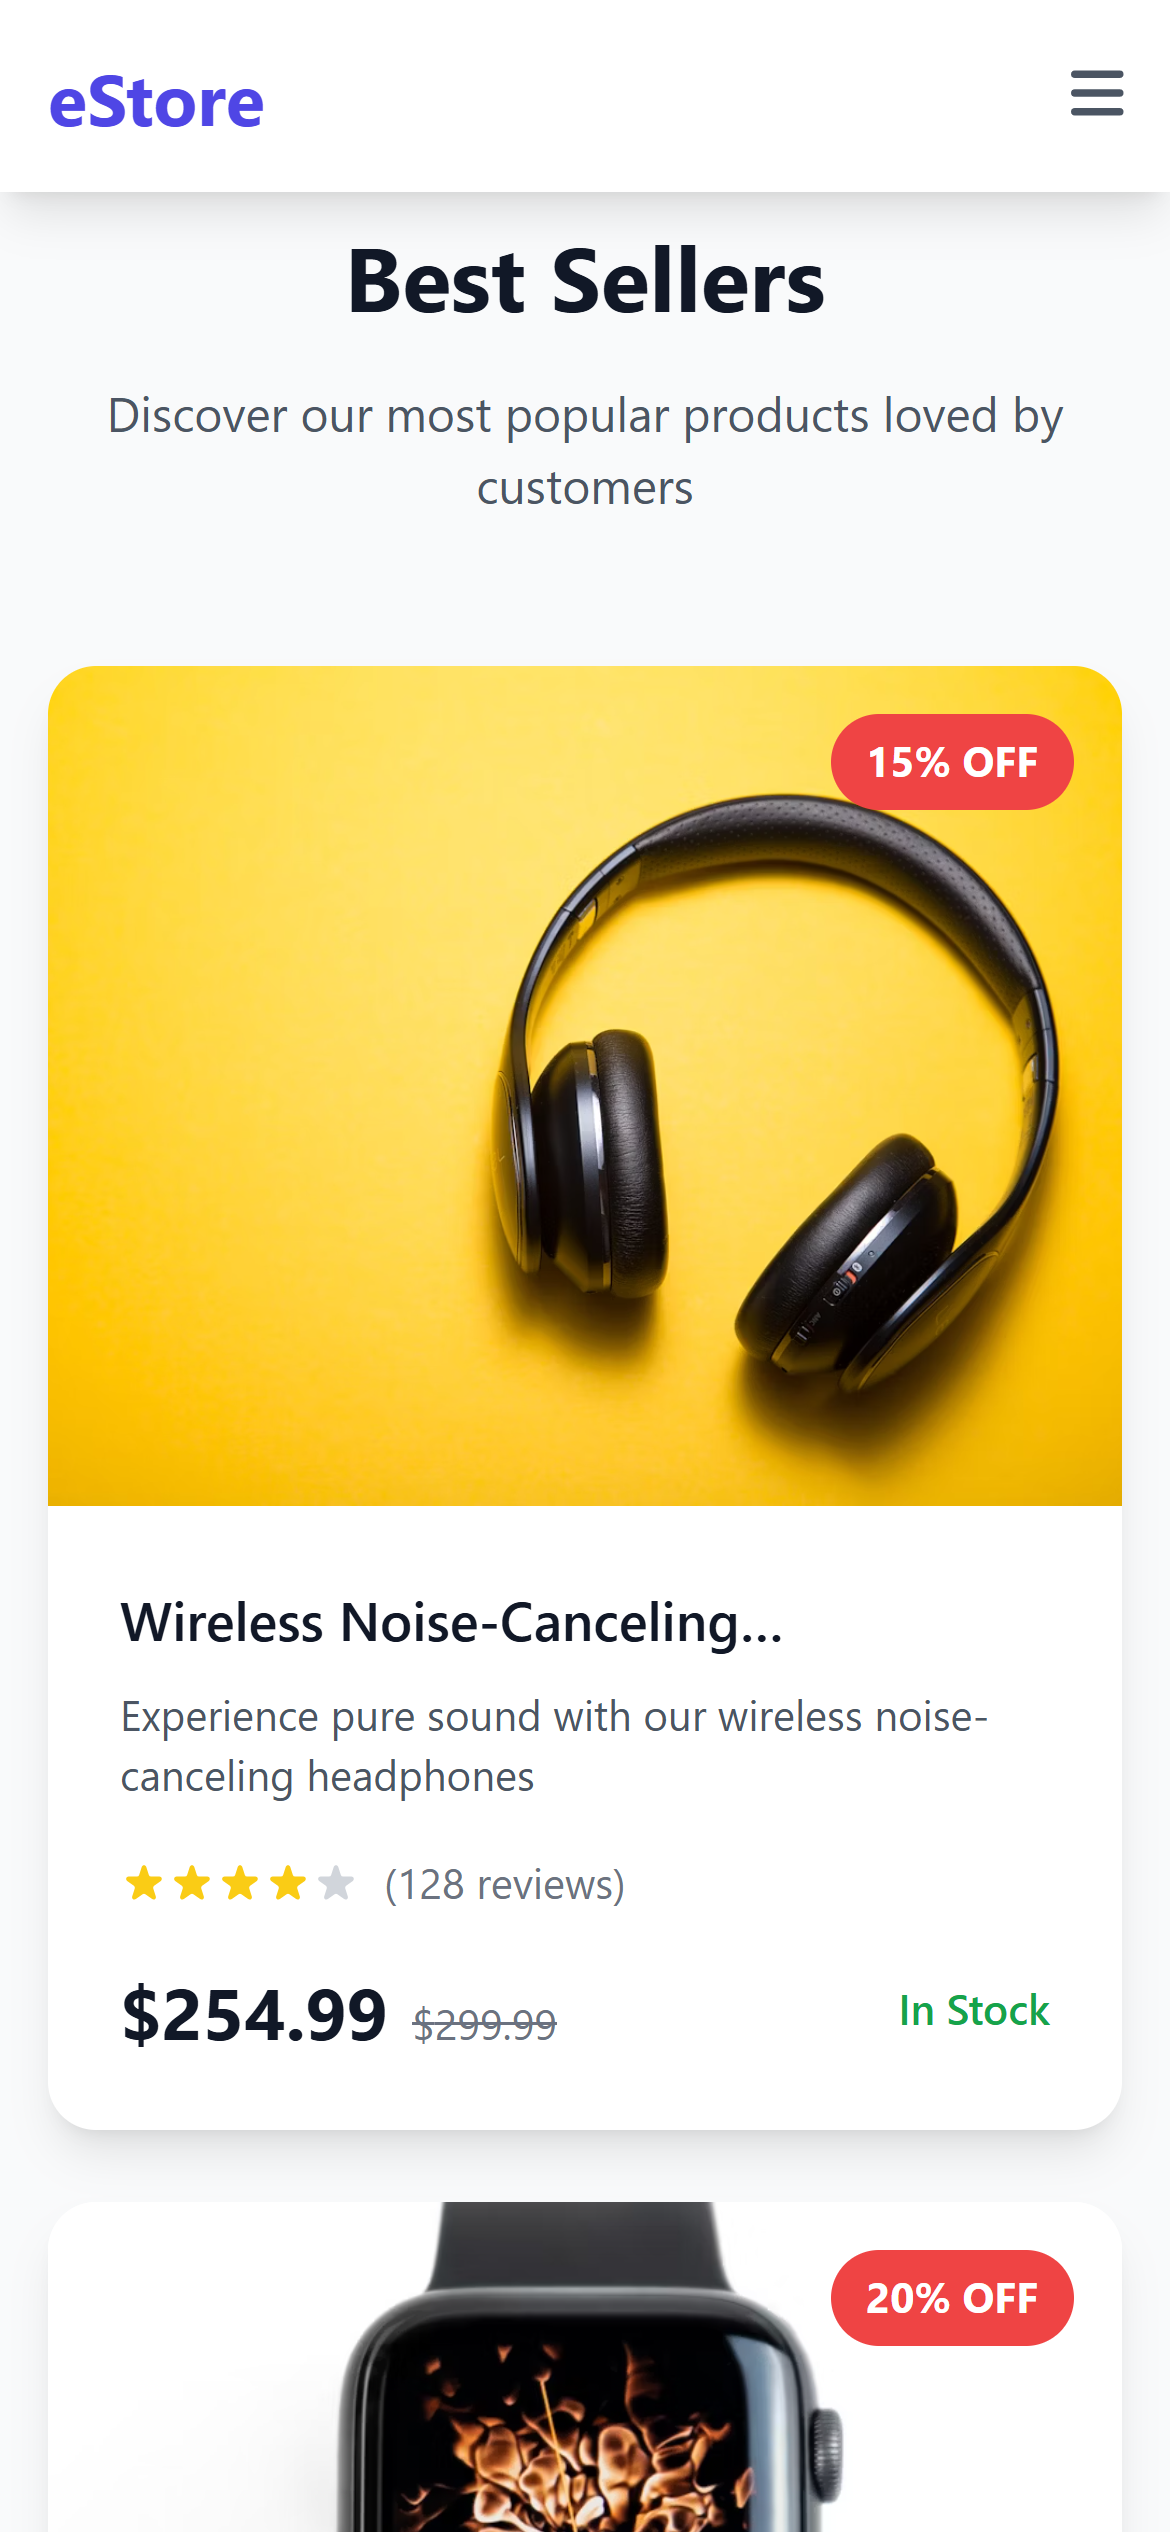 eStore
Best Sellers
Discover our most popular products loved by
customers
15% OFF
Wireless Noise-Canceling...
Experience pure sound with our wireless noise-
canceling headphones
(128 reviews)
$254.99 $299.99
In Stock
20% OFF